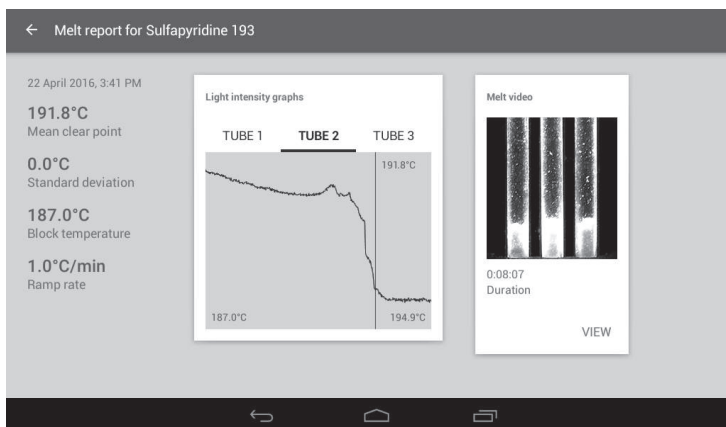 Melt report for Sulfapyridine 193
22 April 2016, 3:41 PM
191.8°C
Mean clear point
0.0°C
Standard deviation
187.0°C
Block temperature
1.0°C/min
Ramp rate
Light intensity graphs
TUBE 1 TUBE 2 TUBE 3
191.8°C
187.0°C 194.9°C
Melt video
0:08:07
Duration
VIEW